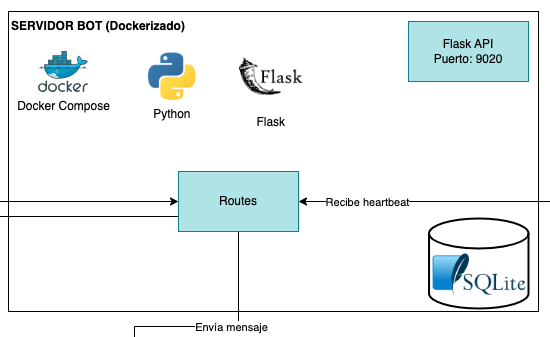 SERVIDOR BOT (Dockerizado)
docker
Docker Compose
Python
Flask
Flask
Flask API
Puerto: 9020
Routes
Recibe heartbeat
SQLite
Envía mensaje